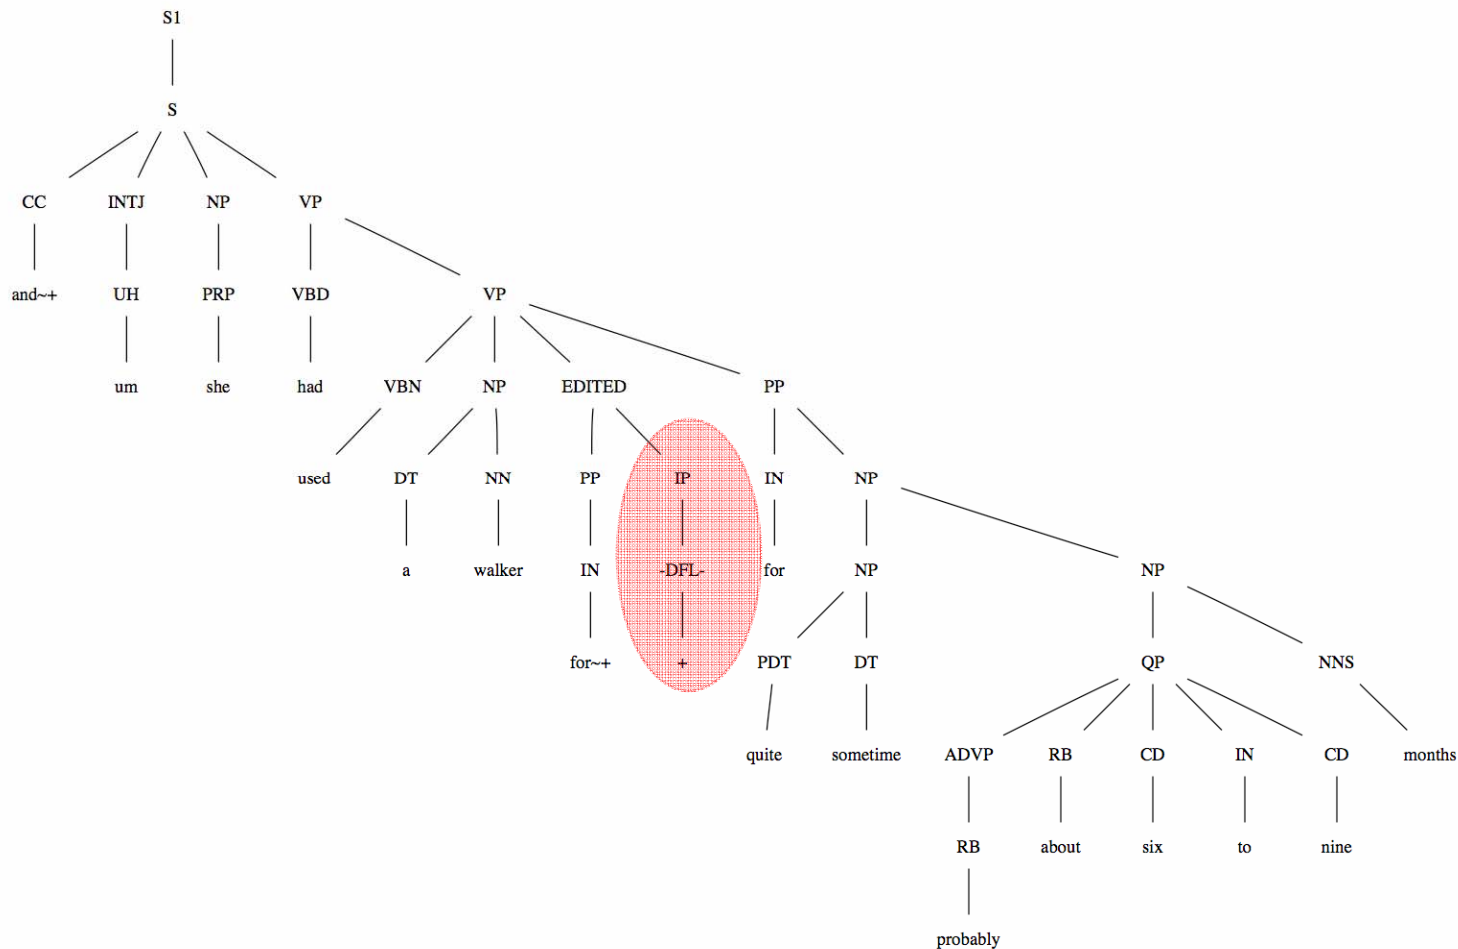 S1
S
CC INTJ NP VP
and~+ UH PRP VBD VP
um she had VBN NP EDITED PP
used DT NN PP IP IN NP
a walker IN -DFL- for NP NP
for~+ + PDT DT QP NNS
quite sometime ADVP RB CD IN CD months
RB about six to nine
probably